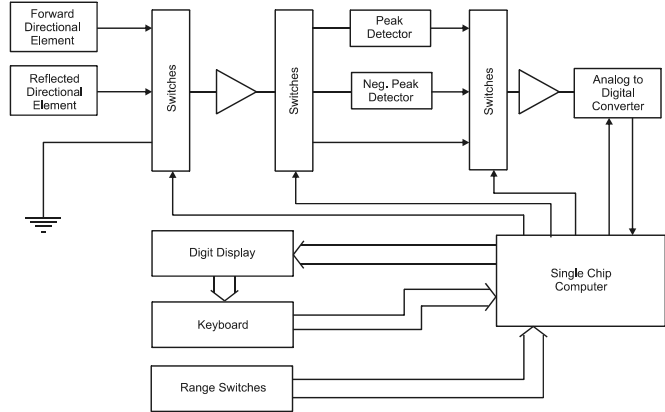 Forward
Directional
Element
Reflected
Directional
Element
Switches
Switches
Peak
Detector
Neg. Peak
Detector
Switches
Analog to
Digital
Converter
Digit Display
Keyboard
Range Switches
Single Chip
Computer